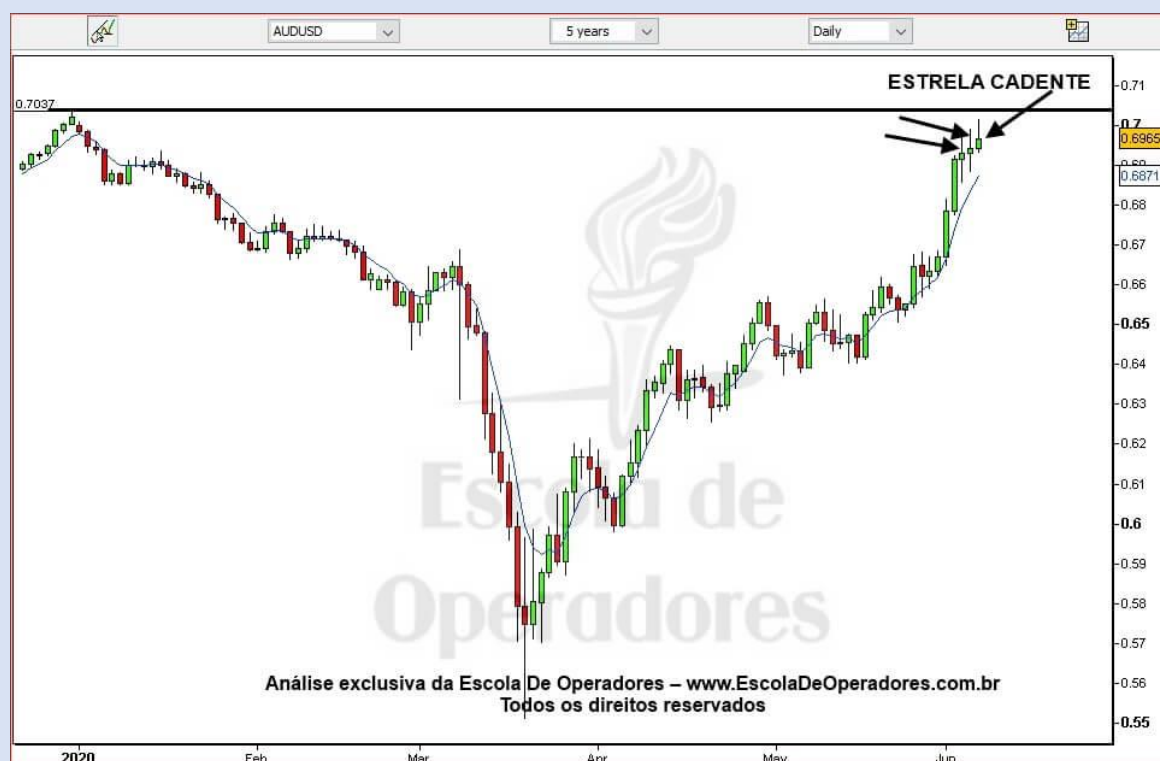 AUDUSD
5 years
Daily
ESTRELA CADENTE
0.7037
0.71
0.7
0.6965
0.6871
0.68
0.67
0.66
0.65
0.64
0.63
0.62
0.61
0.6
0.59
0.58
0.57
0.56
0.55
Escola de
Operadores
Análise exclusiva da Escola De Operadores – www.EscolaDeOperadores.com.br
Todos os direitos reservados
2020 Feb Mar Apr May Jun